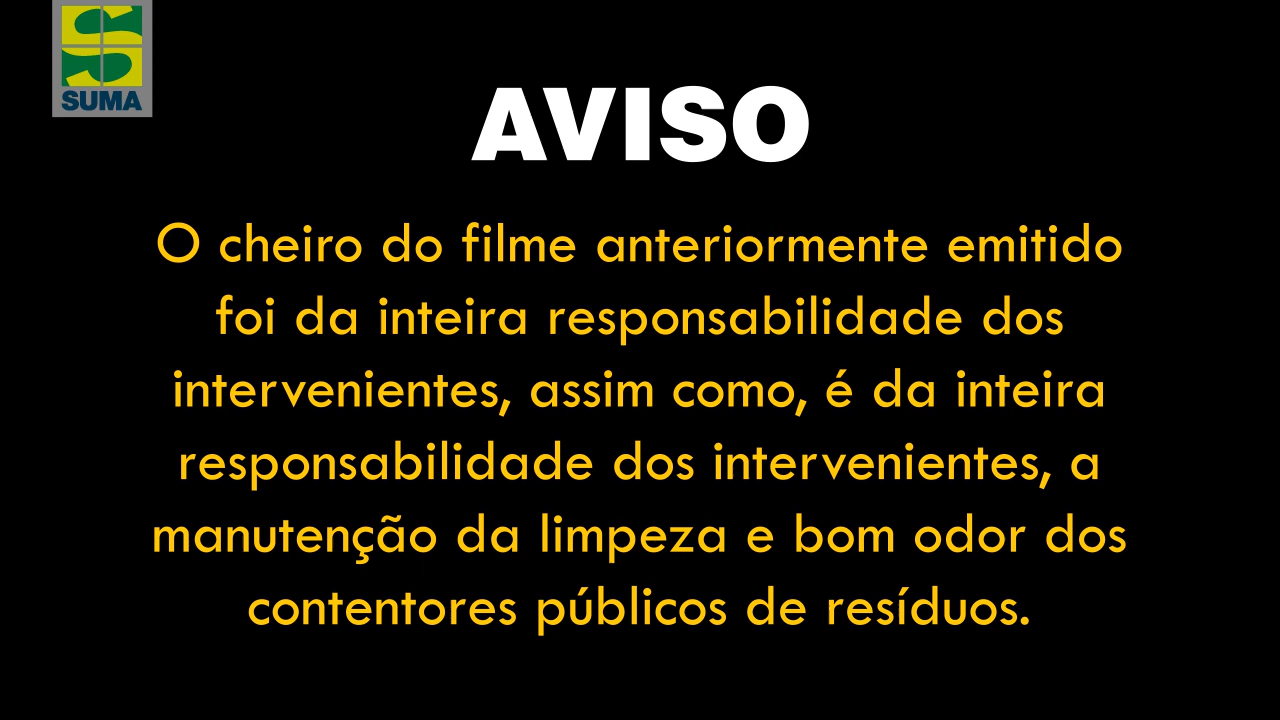 SUMA
AVISO
O cheiro do filme anteriormente emitido
foi da inteira responsabilidade dos
intervenientes, assim como, é da inteira
responsabilidade dos intervenientes, a
manutenção da limpeza e bom odor dos
contentores públicos de resíduos.